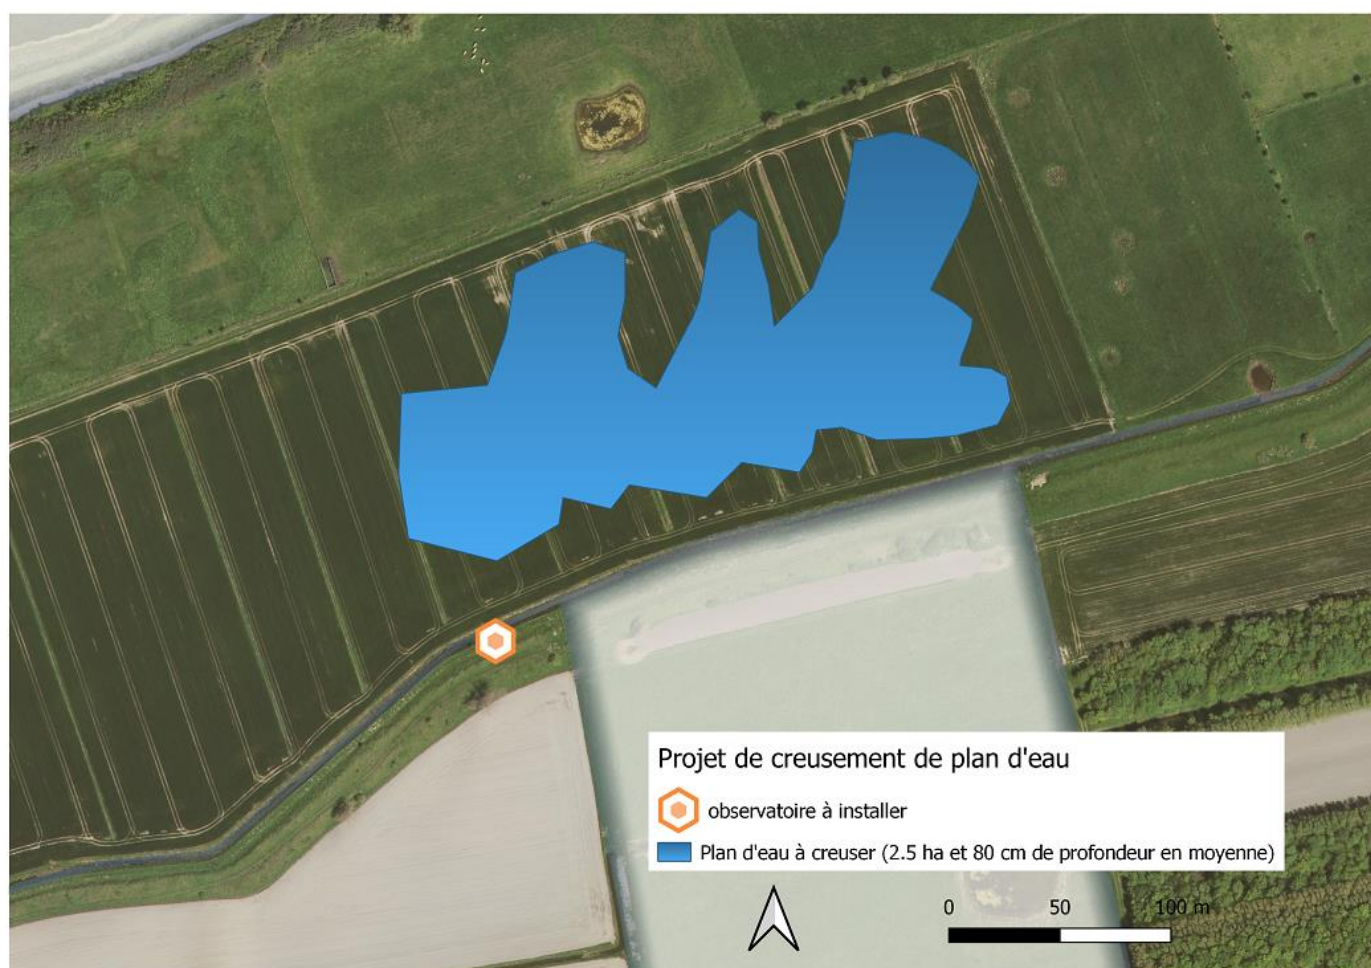 Projet de creusement de plan d'eau
observatoire à installer
Plan d'eau à creuser (2.5 ha et 80 cm de profondeur en moyenne)
0 50 100 m